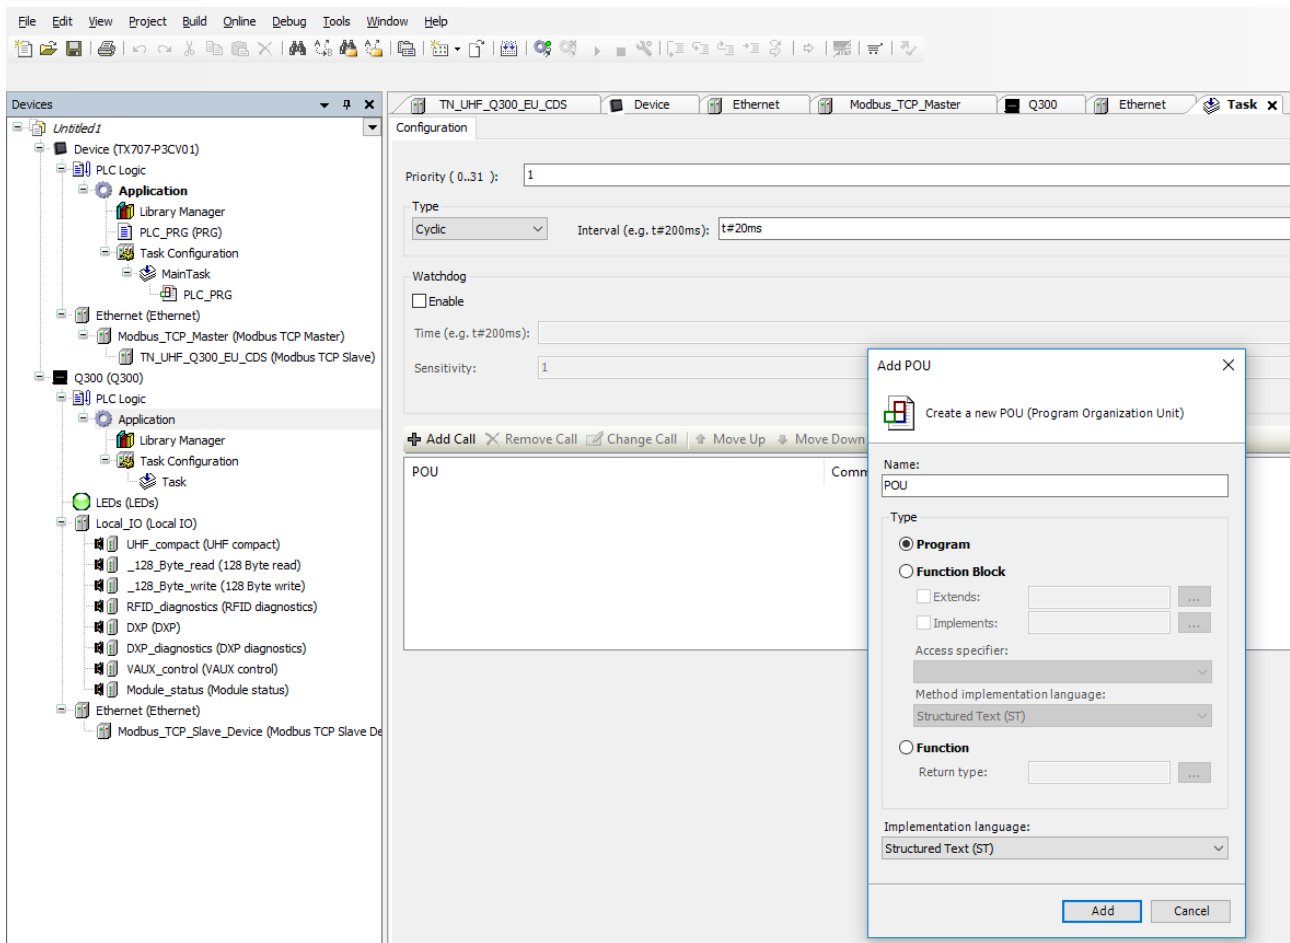 File Edit View Project Build Online Debug Tools Window Help
Devices
Untitled1
Device (TX707-P3CV01)
PLC Logic
Application
Library Manager
PLC_PRG (PRG)
Task Configuration
MainTask
PLC_PRG
Ethernet (Ethernet)
Modbus_TCP_Master (Modbus TCP Master)
TN_UHF_Q300_EU_CDS (Modbus TCP Slave)
Q300 (Q300)
PLC Logic
Application
Library Manager
Task Configuration
Task
LEDs (LEDs)
Local_IO (Local IO)
UHF_compact (UHF compact)
_128_Byte_read (128 Byte read)
_128_Byte_write (128 Byte write)
RFID_diagnostics (RFID diagnostics)
DXP (DXP)
DXP_diagnostics (DXP diagnostics)
VAUX_control (VAUX control)
Module_status (Module status)
Ethernet (Ethernet)
Modbus_TCP_Slave_Device (Modbus TCP Slave De
TN_UHF_Q300_EU_CDS Device Ethernet Modbus_TCP_Master Q300 Ethernet Task
Configuration
Priority ( 0..31 ): 1
Type
Cyclic Interval (e.g. t#200ms): t#20ms
Watchdog
Enable
Time (e.g. t#200ms):
Sensitivity: 1
Add Call Remove Call Change Call Move Up Move Down
POU Comm
Add POU
Create a new POU (Program Organization Unit)
Name:
POU
Type
Program
Function Block
Extends: ...
Implements: ...
Access specifier:
Method implementation language:
Structured Text (ST)
Function
Return type: ...
Implementation language:
Structured Text (ST)
Add Cancel